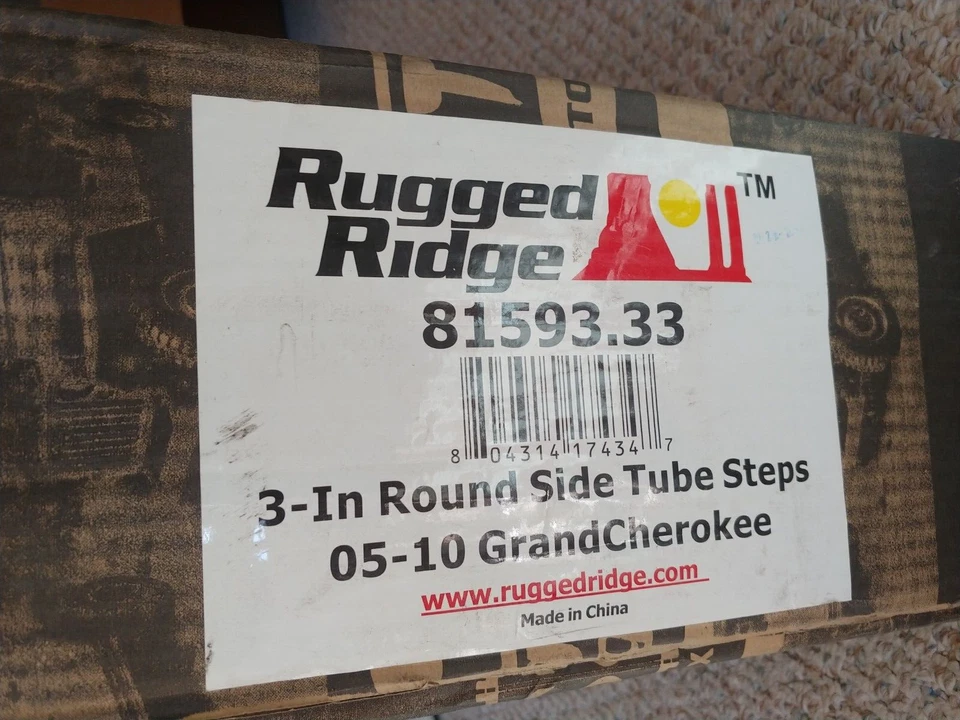 TO
Rugged
Ridge
TM
81593.33
8 04314 17434 7
3-In Round Side Tube Steps
05-10 GrandCherokee
www.ruggedridge.com
Made in China